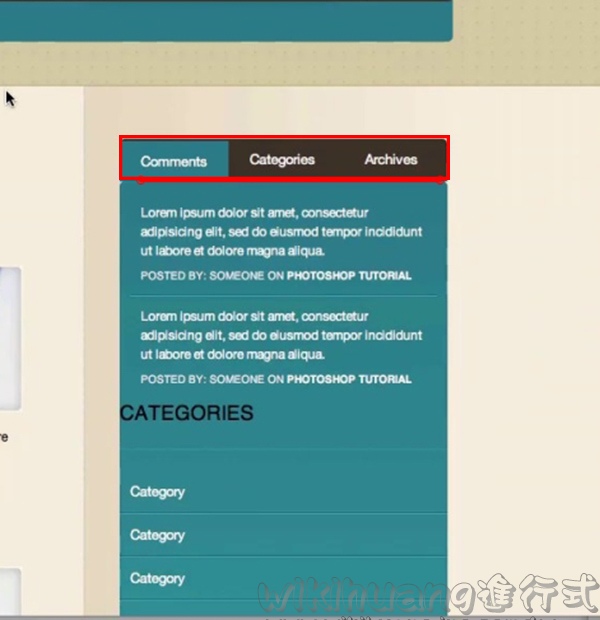 Comments Categories Archives
Lorem ipsum dolor sit amet, consectetur
adipisicing elit, sed do eiusmod tempor incididunt
ut labore et dolore magna aliqua.
POSTED BY: SOMEONE ON PHOTOSHOP TUTORIAL
Lorem ipsum dolor sit amet, consectetur
adipisicing elit, sed do eiusmod tempor incididunt
ut labore et dolore magna aliqua.
POSTED BY: SOMEONE ON PHOTOSHOP TUTORIAL
CATEGORIES
re
Category
Category
Category
wikihuang進行式